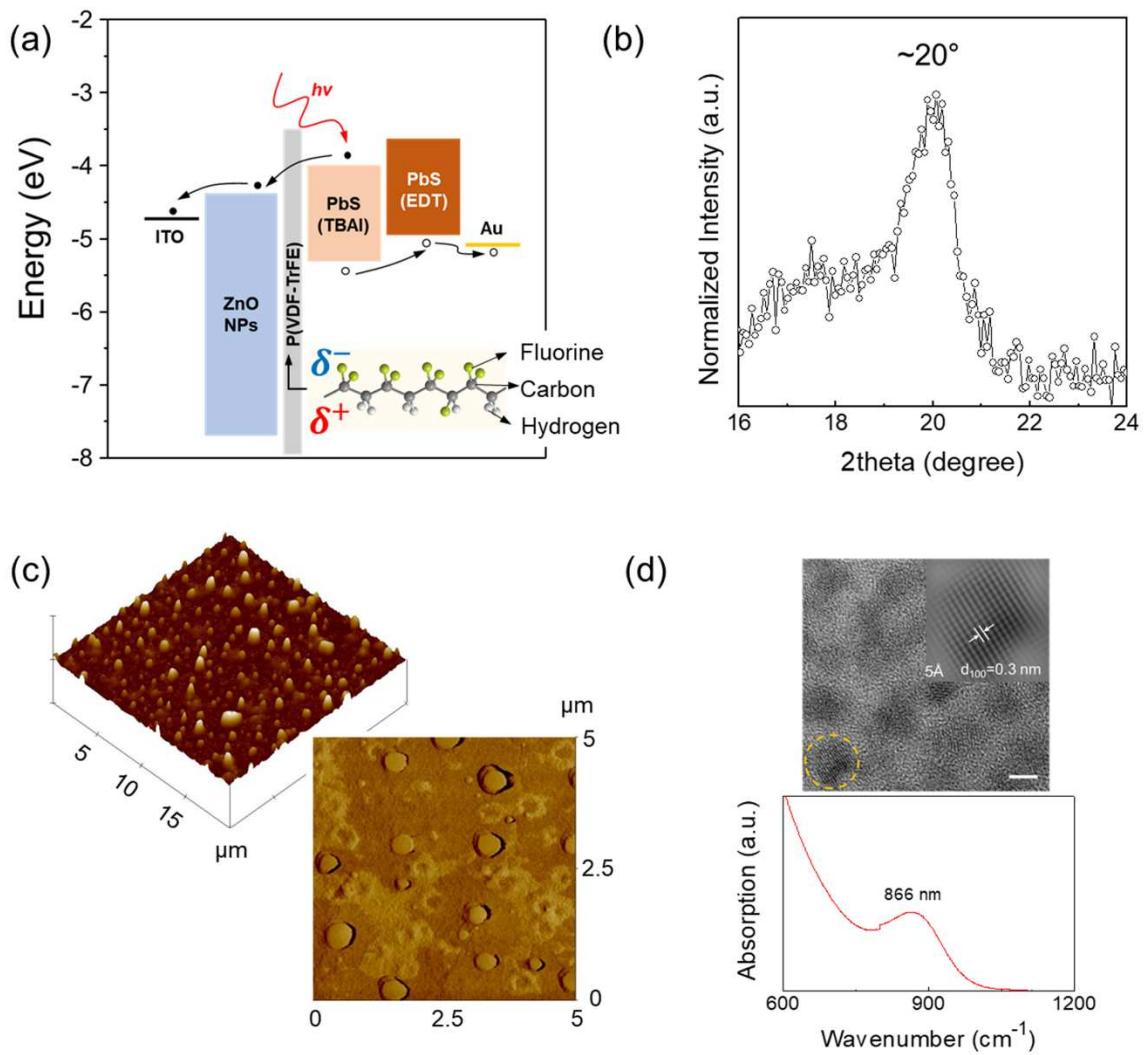 (a)
-2
-3
-4
-5
-6
-7
-8
Energy (eV)
hv
ITO
ZnO
NPs
P(VDF-TrFE)
PbS
(TBAI)
PbS
(EDT)
Au
δ−
δ+
Fluorine
Carbon
Hydrogen
(b)
~20°
Normalized Intensity (a.u.)
16 18 20 22 24
2theta (degree)
(c)
5
10
15
μm
μm
5
2.5
0
0 2.5 5
(d)
5Å d100=0.3 nm
866 nm
Absorption (a.u.)
600 900 1200
Wavenumber (cm-1)